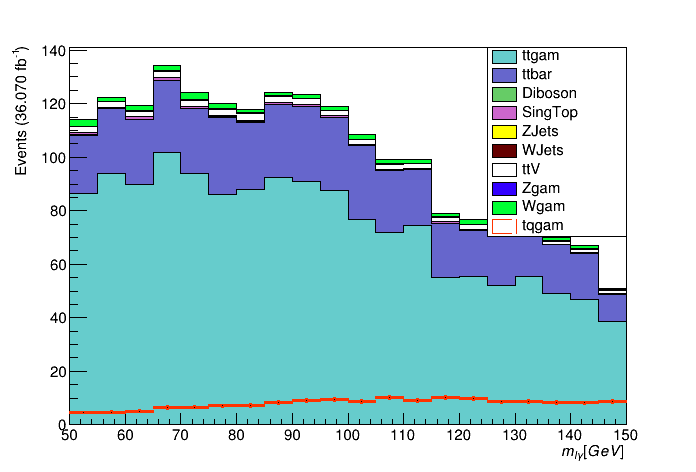 Events (36.070 fb⁻¹)
140
120
100
80
60
40
20
0
50 60 70 80 90 100 110 120 130 140 150
m_lγ[GeV]
ttgam
ttbar
Diboson
SingTop
ZJets
WJets
ttV
Zgam
Wgam
tqgam